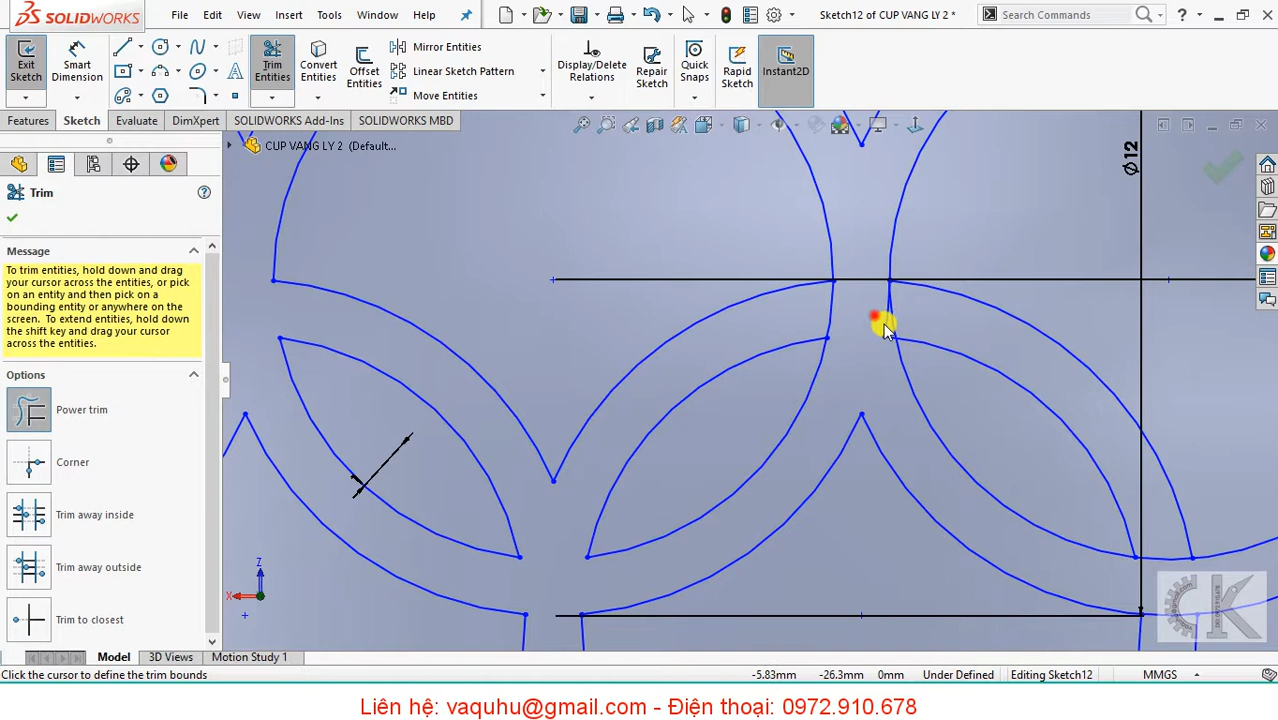 SOLIDWORKS
File Edit View Insert Tools Window Help
Sketch12 of CUP VANG LY 2 *
Search Commands
Exit Sketch
Smart Dimension
Trim Entities
Convert Entities
Offset Entities
Mirror Entities
Linear Sketch Pattern
Move Entities
Display/Delete Relations
Repair Sketch
Quick Snaps
Rapid Sketch
Instant2D
Features Sketch Evaluate DimXpert SOLIDWORKS Add-Ins SOLIDWORKS MBD
CUP VANG LY 2 (Default...
Trim
Message
To trim entities, hold down and drag
your cursor across the entities, or pick
on an entity and then pick on a
bounding entity or anywhere on the
screen. To extend entities, hold down
the shift key and drag your cursor
across the entities.
Options
Power trim
Corner
Trim away inside
Trim away outside
Trim to closest
Ø12
Z
X
Model 3D Views Motion Study 1
Click the cursor to define the trim bounds
-5.83mm -26.3mm 0mm Under Defined Editing Sketch12 MMGS
Liên hệ: vaquhu@gmail.com - Điện thoại: 0972.910.678